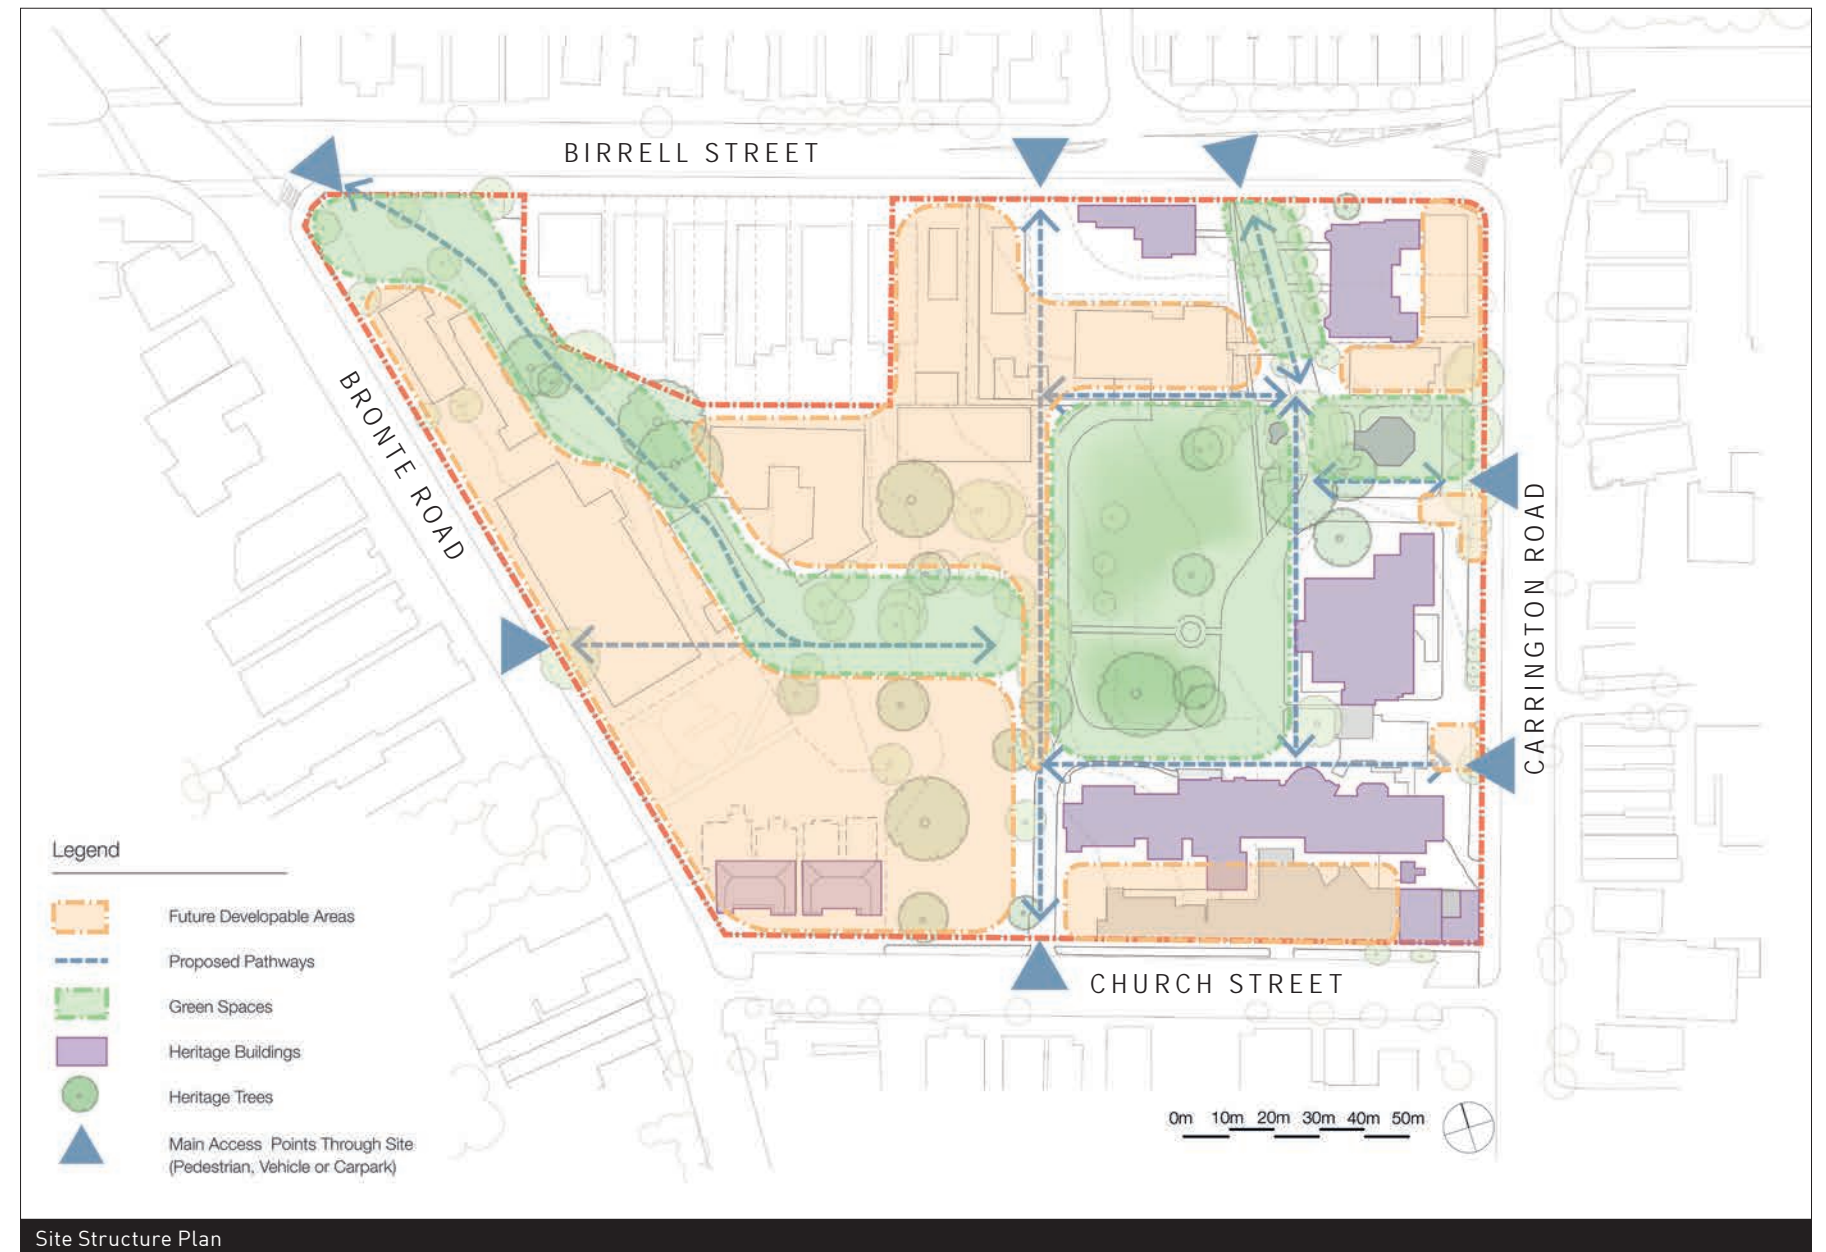 BIRRELL STREET
BRONTE ROAD
CARRINGTON ROAD
CHURCH STREET
Legend
Future Developable Areas
Proposed Pathways
Green Spaces
Heritage Buildings
Heritage Trees
Main Access Points Through Site
(Pedestrian, Vehicle or Carpark)
0m 10m 20m 30m 40m 50m
Site Structure Plan